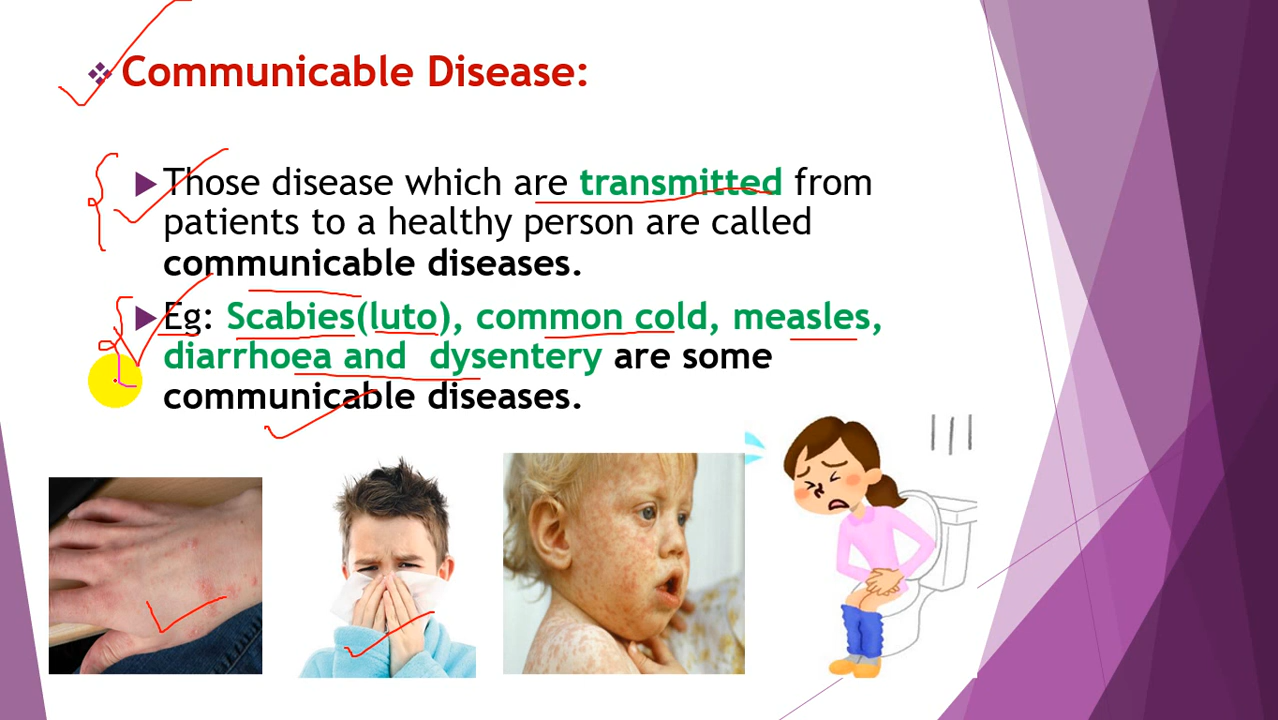 Communicable Disease:
Those disease which are transmitted from
patients to a healthy person are called
communicable diseases.
Eg: Scabies(luto), common cold, measles,
diarrhoea and dysentery are some
communicable diseases.